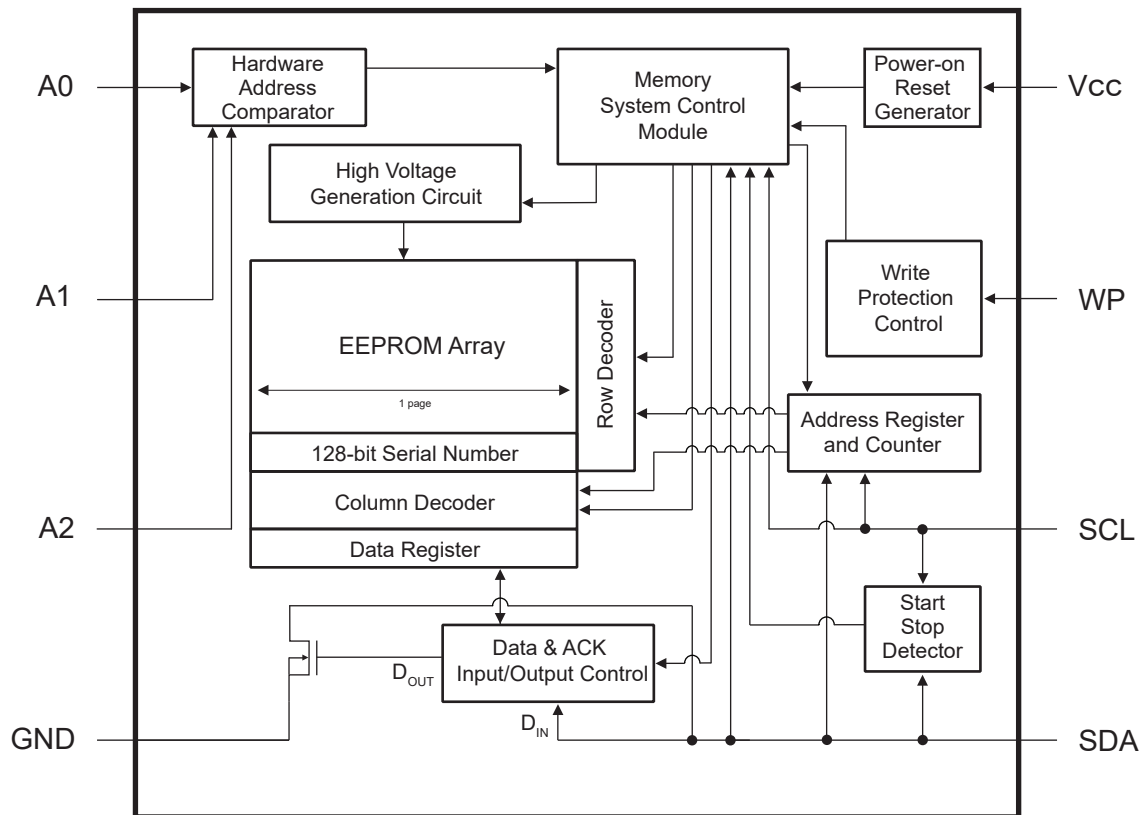 Hardware
Address
Comparator
Memory
System Control
Module
Power-on
Reset
Generator
A0
Vcc
High Voltage
Generation Circuit
Write
Protection
Control
A1
WP
EEPROM Array
1 page
Row Decoder
Address Register
and Counter
128-bit Serial Number
Column Decoder
A2
SCL
Data Register
Start
Stop
Detector
Data & ACK
Input/Output Control
DOUT
DIN
GND
SDA